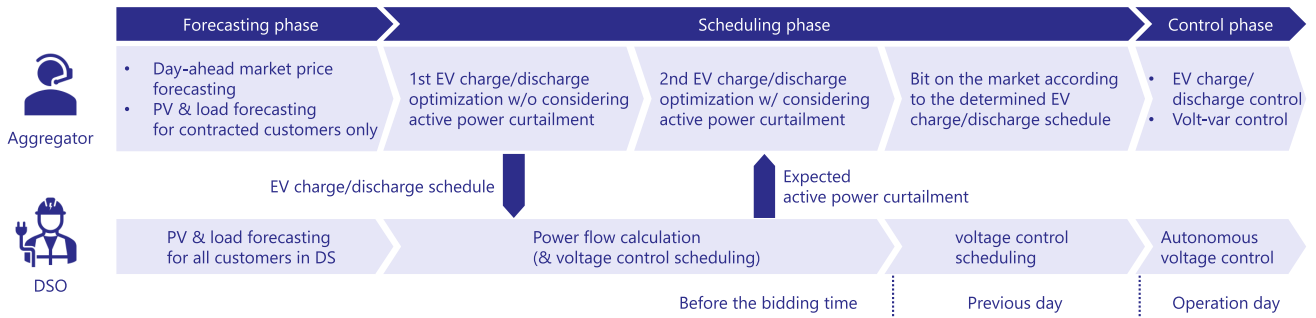 Forecasting phase
Scheduling phase
Control phase
Aggregator
• Day-ahead market price
forecasting
• PV & load forecasting
for contracted customers only
1st EV charge/discharge
optimization w/o considering
active power curtailment
2nd EV charge/discharge
optimization w/ considering
active power curtailment
Bit on the market according
to the determined EV
charge/discharge schedule
• EV charge/
discharge control
• Volt-var control
EV charge/discharge schedule
Expected
active power curtailment
DSO
PV & load forecasting
for all customers in DS
Power flow calculation
(& voltage control scheduling)
voltage control
scheduling
Autonomous
voltage control
Before the bidding time
Previous day
Operation day